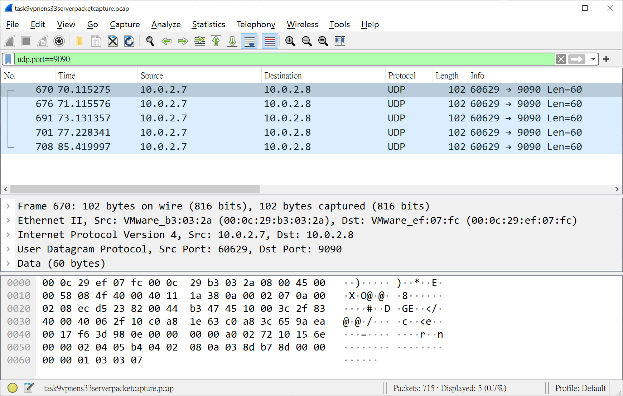 task9vpnens33serverpacketcapture.pcap
File Edit View Go Capture Analyze Statistics Telephony Wireless Tools Help
udp.port==9090
No. Time Source Destination Protocol Length Info
670 70.115275 10.0.2.7 10.0.2.8 UDP 102 60629 → 9090 Len=60
676 71.115576 10.0.2.7 10.0.2.8 UDP 102 60629 → 9090 Len=60
691 73.131357 10.0.2.7 10.0.2.8 UDP 102 60629 → 9090 Len=60
701 77.228341 10.0.2.7 10.0.2.8 UDP 102 60629 → 9090 Len=60
708 85.419997 10.0.2.7 10.0.2.8 UDP 102 60629 → 9090 Len=60
Frame 670: 102 bytes on wire (816 bits), 102 bytes captured (816 bits)
Ethernet II, Src: VMware_b3:03:2a (00:0c:29:b3:03:2a), Dst: VMware_ef:07:fc (00:0c:29:ef:07:fc)
Internet Protocol Version 4, Src: 10.0.2.7, Dst: 10.0.2.8
User Datagram Protocol, Src Port: 60629, Dst Port: 9090
Data (60 bytes)
0000 00 0c 29 ef 07 fc 00 0c 29 b3 03 2a 08 00 45 00 ··)····· )··*··E·
0010 00 58 08 4f 40 00 40 11 1a 38 0a 00 02 07 0a 00 ·X·O@·@· ·8······
0020 02 08 ec d5 23 82 00 44 b3 47 45 10 00 3c 2f 83 ····#··D ·GE··</·
0030 40 00 40 06 2f 10 c0 a8 1e 63 c0 a8 3c 65 9a ea @·@·/··· ·c··<e··
0040 00 17 f6 3d 98 0e 00 00 00 00 a0 02 72 10 15 6e ···=···· ····r··n
0050 00 00 02 04 05 b4 04 02 08 0a 03 8d b7 8d 00 00 ········ ········
0060 00 00 01 03 03 07 ······
task9vpnens33serverpacketcapture.pcap Packets: 715 · Displayed: 5 (0.7%) Profile: Default